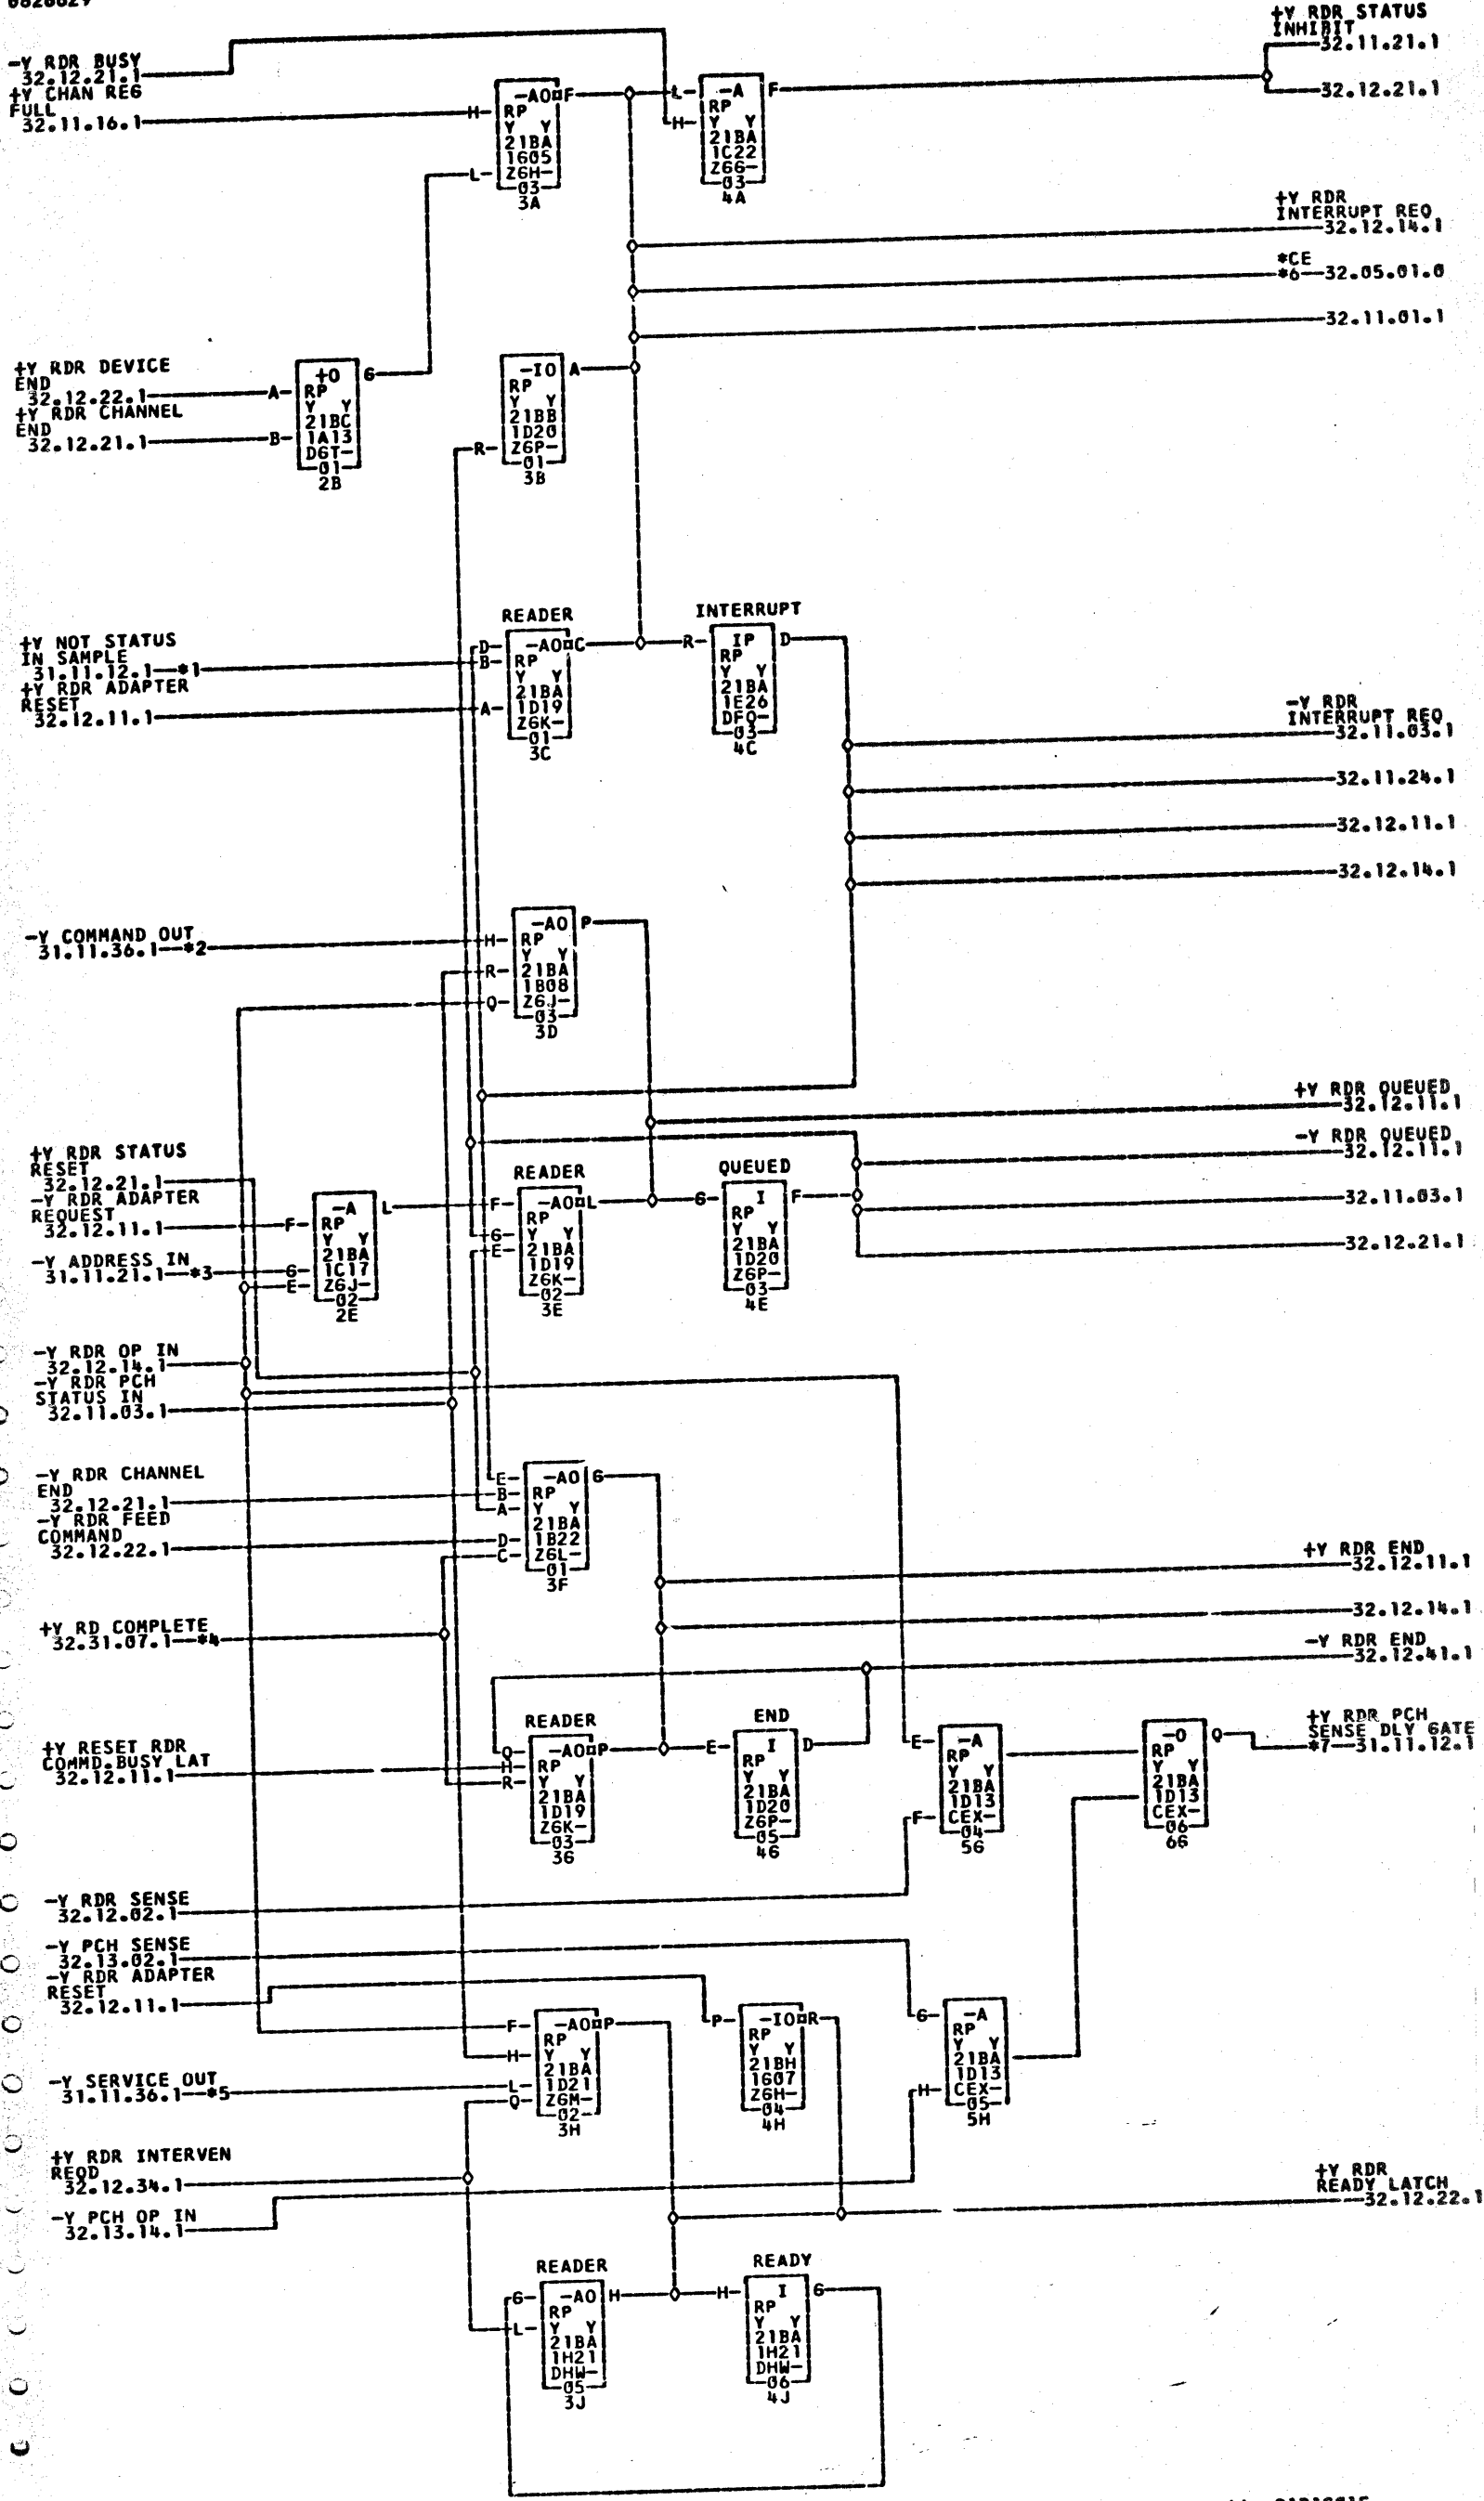 -Y RDR BUSY
32.12.21.1
+Y CHAN REG
FULL
32.11.16.1
H-
L-
-AO F
RP
Y Y
21BA
1G05
Z6H-
03
3A
L-
H-
-A F
RP
Y Y
21BA
1C22
Z66-
03
4A
+Y RDR STATUS
INHIBIT
32.11.21.1
32.12.21.1
+Y RDR
INTERRUPT REQ
32.12.14.1
*CE
*6-32.05.01.0
32.11.01.1
+Y RDR DEVICE
END
32.12.22.1
+Y RDR CHANNEL
END
32.12.21.1
A-
B-
+O G
RP
Y Y
21BC
1A13
D6T-
01
2B
R-
-IO A
RP
Y Y
21BB
1D20
Z6P-
01
3B
+Y NOT STATUS
IN SAMPLE
31.11.12.1-*1
+Y RDR ADAPTER
RESET
32.12.11.1
READER
D-
B-
A-
-AO C
RP
Y Y
21BA
1D19
Z6K-
01
3C
INTERRUPT
R-
IP D
RP
Y Y
21BA
1E26
DFQ-
03
4C
-Y RDR
INTERRUPT REQ
32.11.03.1
32.11.24.1
32.12.11.1
32.12.14.1
-Y COMMAND OUT
31.11.36.1-*2
H-
R-
Q-
-AO P
RP
Y Y
21BA
1B08
Z6J-
03
3D
+Y RDR QUEUED
32.12.11.1
-Y RDR QUEUED
32.12.11.1
32.11.03.1
32.12.21.1
+Y RDR STATUS
RESET
32.12.21.1
-Y RDR ADAPTER
REQUEST
32.12.11.1
-Y ADDRESS IN
31.11.21.1-*3
F-
G-
E-
-A L
RP
Y Y
21BA
1C17
Z6J-
02
2E
READER
F-
G-
E-
-AO L
RP
Y Y
21BA
1D19
Z6K-
02
3E
QUEUED
G-
I F
RP
Y Y
21BA
1D20
Z6P-
03
4E
-Y RDR OP IN
32.12.14.1
-Y RDR PCH
STATUS IN
32.11.03.1
-Y RDR CHANNEL
END
32.12.21.1
-Y RDR FEED
COMMAND
32.12.22.1
E-
B-
A-
D-
C-
-AO G
RP
Y Y
21BA
1B22
Z6L-
01
3F
+Y RDR END
32.12.11.1
32.12.14.1
-Y RDR END
32.12.41.1
+Y RD COMPLETE
32.31.07.1-*4
+Y RESET RDR
COMMD.BUSY LAT
32.12.11.1
READER
Q-
H-
R-
-AO P
RP
Y Y
21BA
1D19
Z6K-
03
3G
END
E-
I D
RP
Y Y
21BA
1D20
Z6P-
05
4G
E-
F-
-A
RP
Y Y
21BA
1D13
CEX-
04
5G
-O Q
RP
Y Y
21BA
1D13
CEX-
06
6G
+Y RDR PCH
SENSE DLY GATE
*7-31.11.12.1
-Y RDR SENSE
32.12.02.1
-Y PCH SENSE
32.13.02.1
-Y RDR ADAPTER
RESET
32.12.11.1
-Y SERVICE OUT
31.11.36.1-*5
F-
H-
L-
Q-
-AO P
RP
Y Y
21BA
1D21
Z6M-
02
3H
P-
-IO R
RP
Y Y
21BH
1G07
Z6H-
04
4H
G-
H-
-A
RP
Y Y
21BA
1D13
CEX-
05
5H
+Y RDR INTERVEN
REQD
32.12.34.1
-Y PCH OP IN
32.13.14.1
+Y RDR
READY LATCH
32.12.22.1
READER
G-
L-
-AO H
RP
Y Y
21BA
1H21
DHW-
05
3J
READY
H-
I G
RP
Y Y
21BA
1H21
DHW-
06
4J